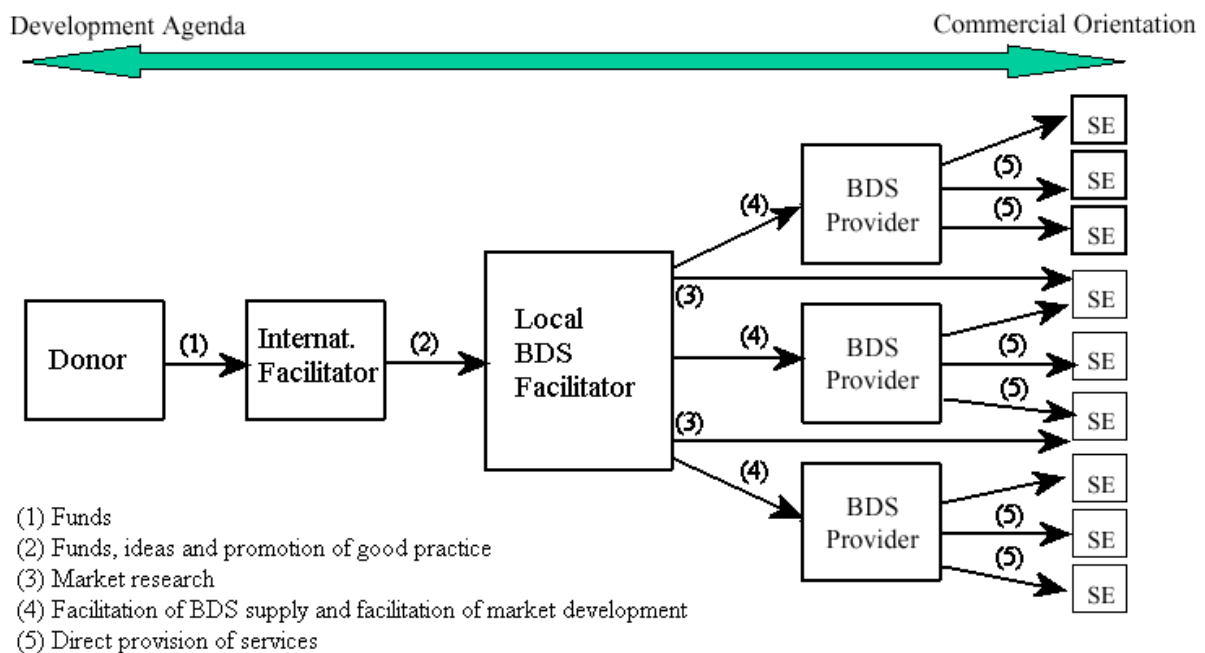 Development Agenda
Commercial Orientation
Donor
(1)
Internat.
Facilitator
(2)
Local
BDS
Facilitator
(4)
(3)
(4)
(3)
(4)
BDS
Provider
(5)
(5)
BDS
Provider
(5)
(5)
BDS
Provider
(5)
(5)
SE
SE
SE
SE
SE
SE
SE
SE
SE
(1) Funds
(2) Funds, ideas and promotion of good practice
(3) Market research
(4) Facilitation of BDS supply and facilitation of market development
(5) Direct provision of services